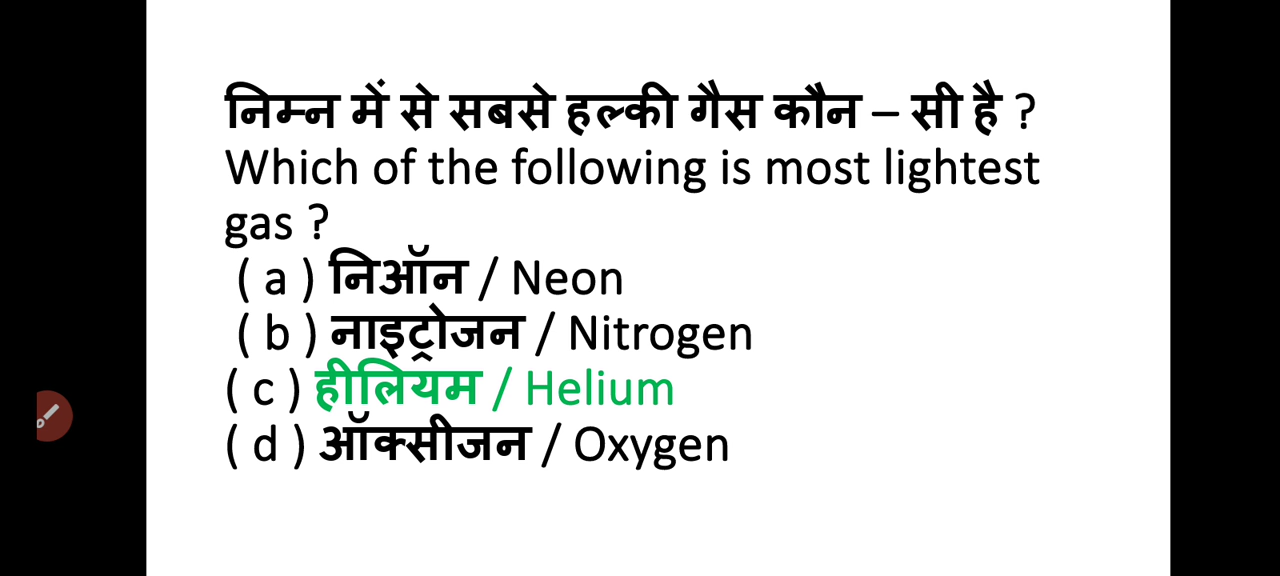 निम्न में से सबसे हल्की गैस कौन – सी है ?
Which of the following is most lightest
gas ?
( a ) निऑन / Neon
( b ) नाइट्रोजन / Nitrogen
( c ) हीलियम / Helium
( d ) ऑक्सीजन / Oxygen